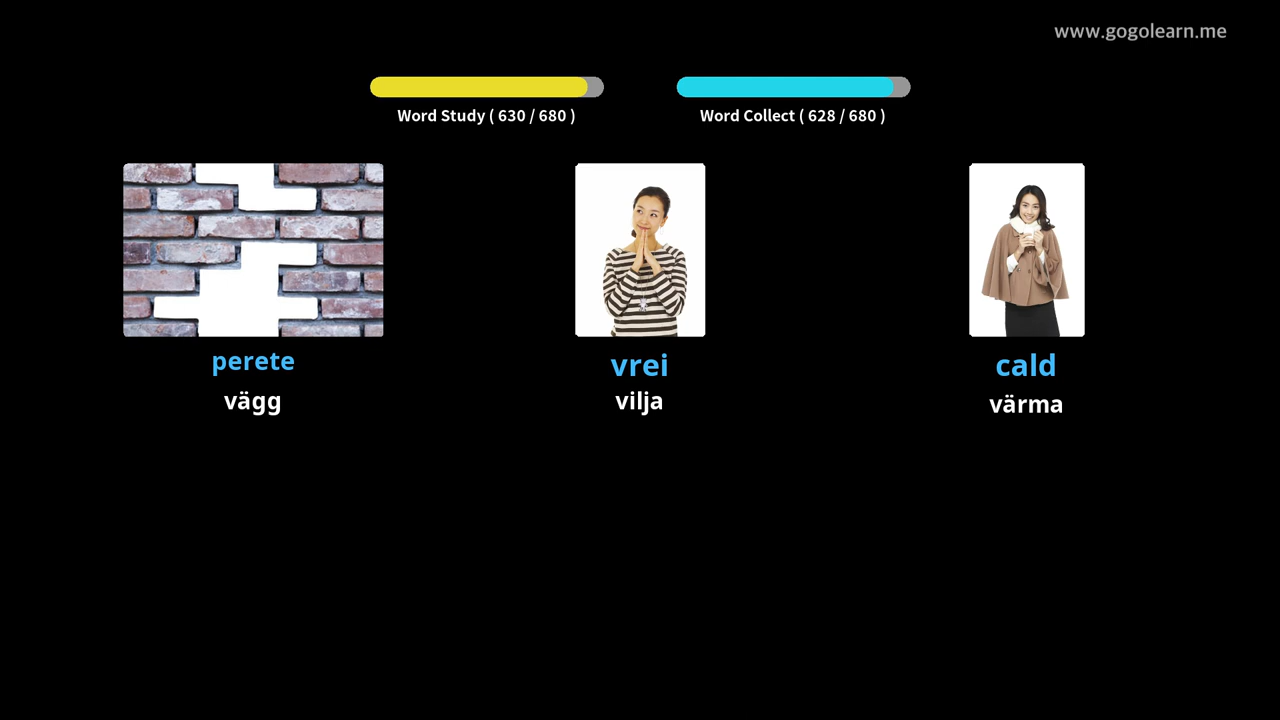 www.gogolearn.me
Word Study ( 630 / 680 )
Word Collect ( 628 / 680 )
perete
vägg
vrei
vilja
cald
värma